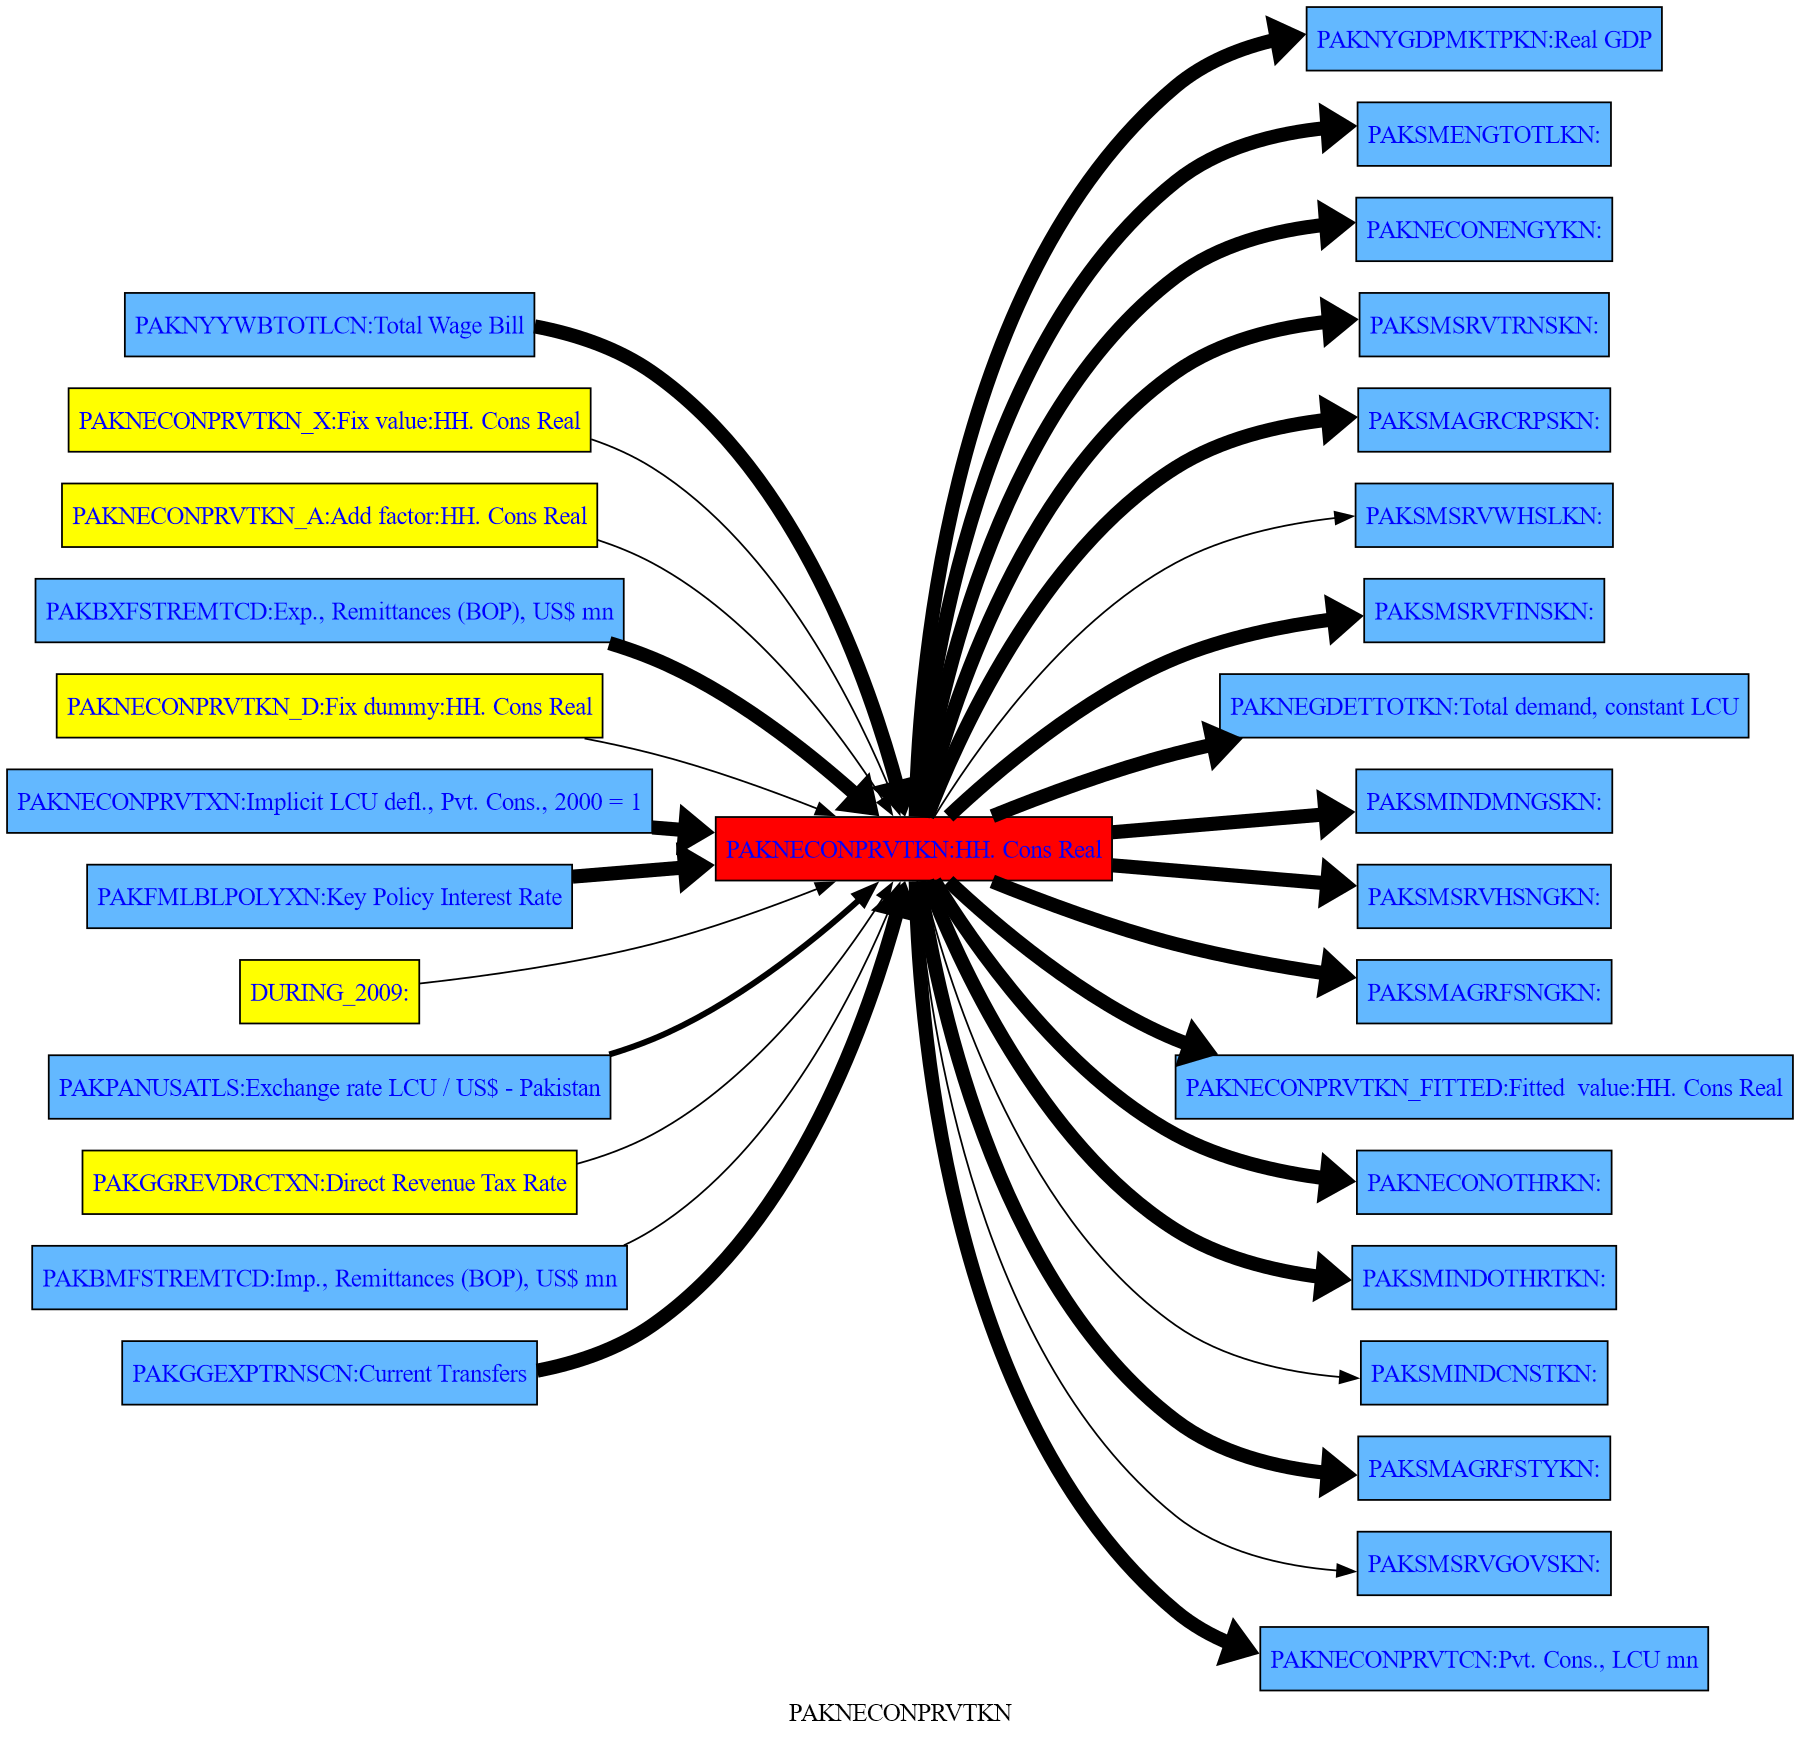 PAKNYGDPMKTPKN:Real GDP
PAKSMENGTOTLKN:
PAKNECONENGYKN:
PAKNYYWBTOTLCN:Total Wage Bill
PAKSMSRVTRNSKN:
PAKNECONPRVTKN_X:Fix value:HH. Cons Real
PAKSMAGRCRPSKN:
PAKNECONPRVTKN_A:Add factor:HH. Cons Real
PAKSMSRVWHSLKN:
PAKBXFSTREMTCD:Exp., Remittances (BOP), US$ mn
PAKSMSRVFINSKN:
PAKNECONPRVTKN_D:Fix dummy:HH. Cons Real
PAKNEGDETTOTKN:Total demand, constant LCU
PAKNECONPRVTXN:Implicit LCU defl., Pvt. Cons., 2000 = 1
PAKSMINDMNGSKN:
PAKNECONPRVTKN:HH. Cons Real
PAKFMLBLPOLYXN:Key Policy Interest Rate
PAKSMSRVHSNGKN:
DURING_2009:
PAKSMAGRFSNGKN:
PAKPANUSATLS:Exchange rate LCU / US$ - Pakistan
PAKNECONPRVTKN_FITTED:Fitted  value:HH. Cons Real
PAKGGREVDRCTXN:Direct Revenue Tax Rate
PAKNECONOTHRKN:
PAKBMFSTREMTCD:Imp., Remittances (BOP), US$ mn
PAKSMINDOTHRTKN:
PAKGGEXPTRNSCN:Current Transfers
PAKSMINDCNSTKN:
PAKSMAGRFSTYKN:
PAKSMSRVGOVSKN:
PAKNECONPRVTCN:Pvt. Cons., LCU mn
PAKNECONPRVTKN